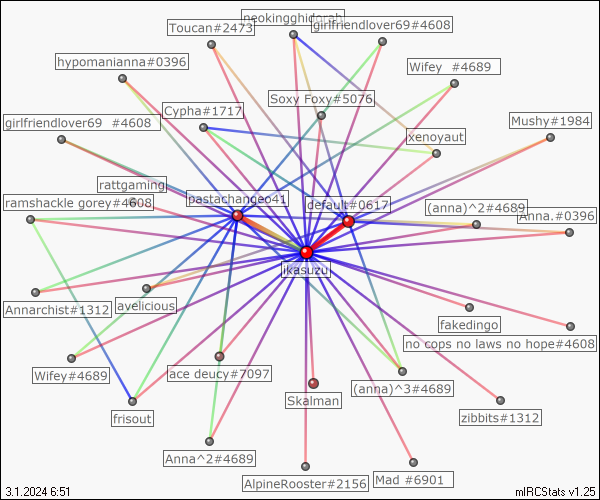 neokingghidorah
Toucan#2473
girlfriendlover69#4608
hypomanianna#0396
Wifey  #4689
Soxy Foxy#5076
Cypha#1717
girlfriendlover69  #4608
Mushy#1984
xenoyaut
rattgaming
pastachangeo41
default#0617
ramshackle gorey#4608
(anna)^2#4689
Anna.#0396
ikasuzu
Annarchist#1312
avelicious
fakedingo
no cops no laws no hope#4608
Wifey#4689
ace deucy#7097
(anna)^3#4689
Skalman
frisout
zibbits#1312
Anna^2#4689
AlpineRooster#2156
Mad  #6901
3.1.2024 6:51
mIRCStats v1.25